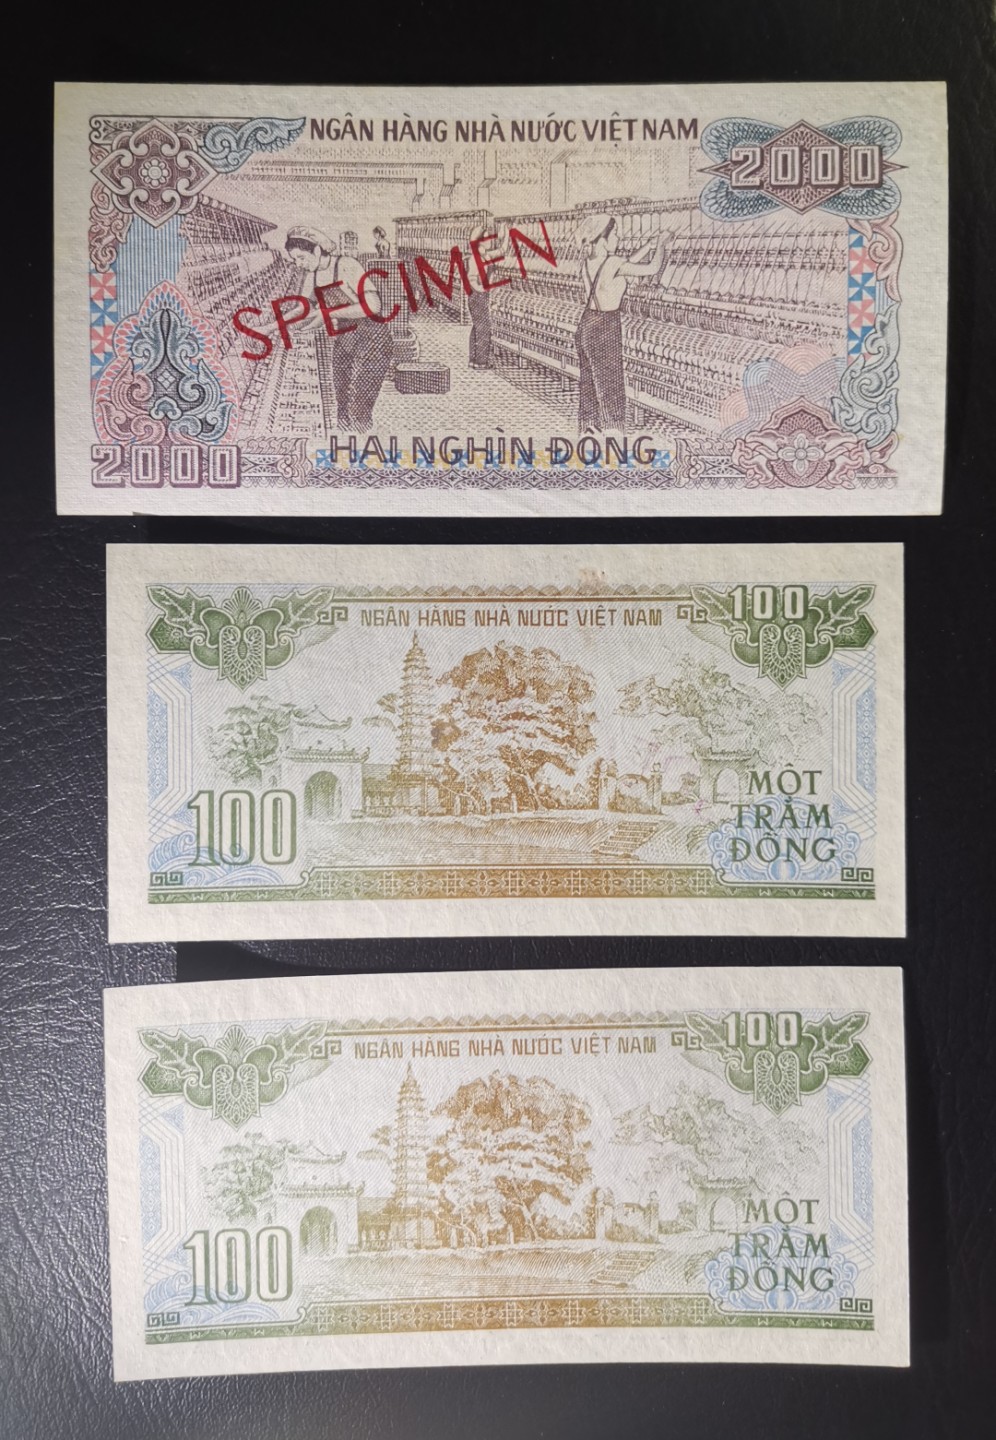 NGÂN HÀNG NHÀ NƯỚC VIỆT NAM
2000
SPECIMEN
2000
HAI NGHÌN ĐỒNG
NGÂN HÀNG NHÀ NƯỚC VIỆT NAM
100
100
MỘT
TRĂM
ĐỒNG
NGÂN HÀNG NHÀ NƯỚC VIỆT NAM
100
100
MỘT
TRĂM
ĐỒNG